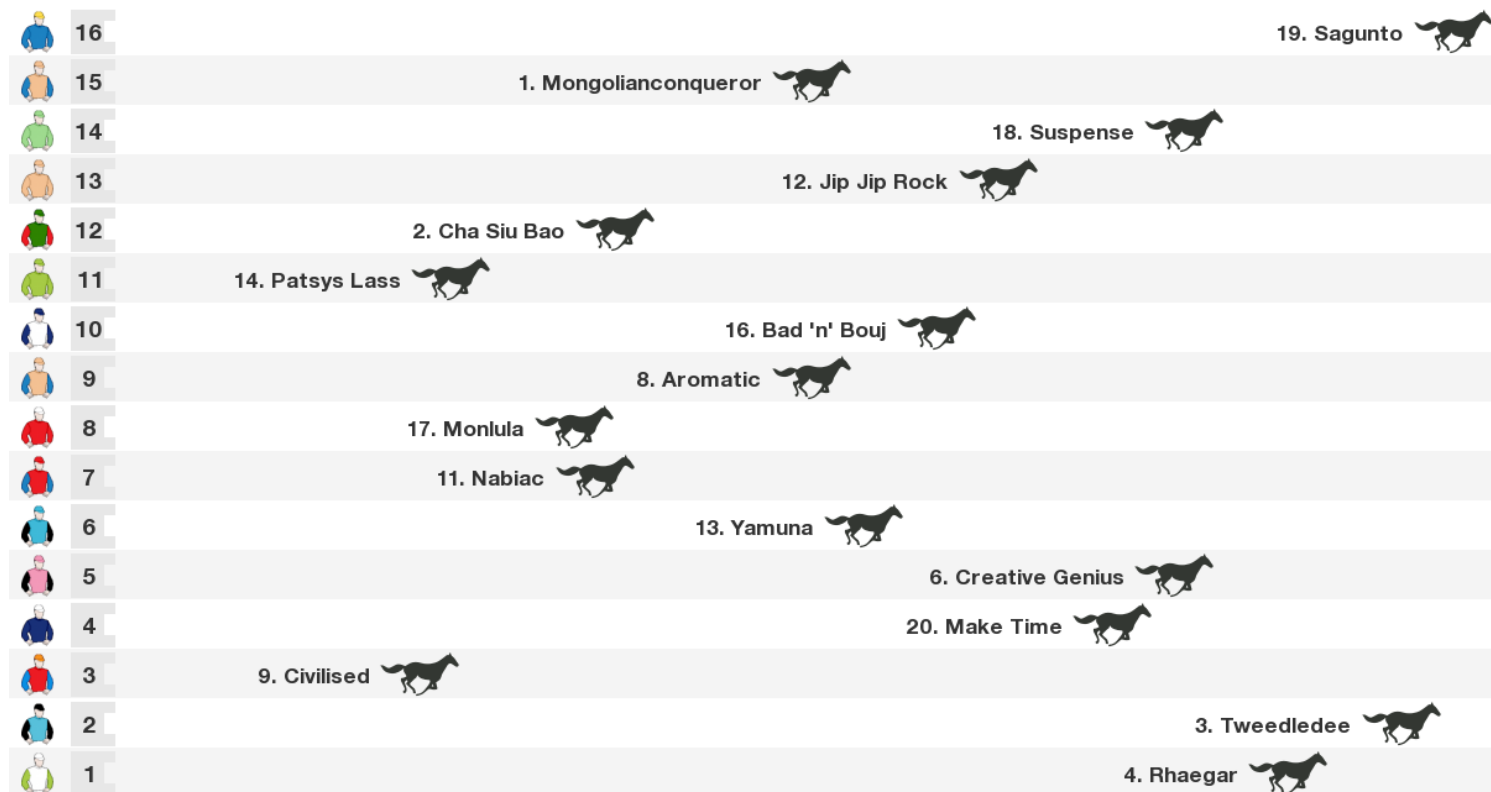 16 19. Sagunto
15 1. Mongolianconqueror
14 18. Suspense
13 12. Jip Jip Rock
12 2. Cha Siu Bao
11 14. Patsys Lass
10 16. Bad 'n' Bouj
9 8. Aromatic
8 17. Monlula
7 11. Nabiac
6 13. Yamuna
5 6. Creative Genius
4 20. Make Time
3 9. Civilised
2 3. Tweedledee
1 4. Rhaegar